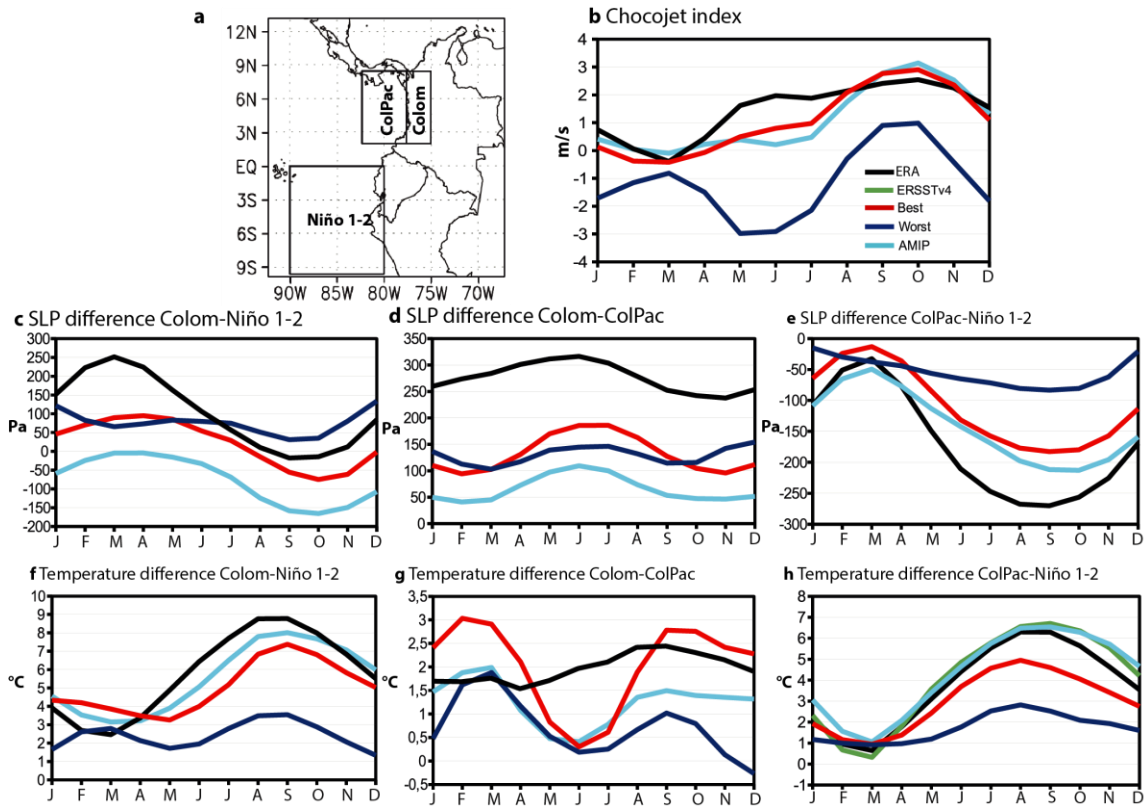 a
12N
9N
6N
3N
EQ
3S
6S
9S
90W 85W 80W 75W 70W
ColPac
Colom
Niño 1-2
b Chocojet index
m/s
4
3
2
1
0
-1
-2
-3
-4
J F M A M J J A S O N D
ERA
ERSSTv4
Best
Worst
AMIP
c SLP difference Colom-Niño 1-2
Pa
300
250
200
150
100
50
0
-50
-100
-150
-200
J F M A M J J A S O N D
d SLP difference Colom-ColPac
Pa
350
300
250
200
150
100
50
0
J F M A M J J A S O N D
e SLP difference ColPac-Niño 1-2
Pa
0
-50
-100
-150
-200
-250
-300
J F M A M J J A S O N D
f Temperature difference Colom-Niño 1-2
°C
10
9
8
7
6
5
4
3
2
1
0
J F M A M J J A S O N D
g Temperature difference Colom-ColPac
°C
3,5
3
2,5
2
1,5
1
0,5
0
0,5
J F M A M J J A S O N D
h Temperature difference ColPac-Niño 1-2
°C
8
7
6
5
4
3
2
1
0
-1
J F M A M J J A S O N D